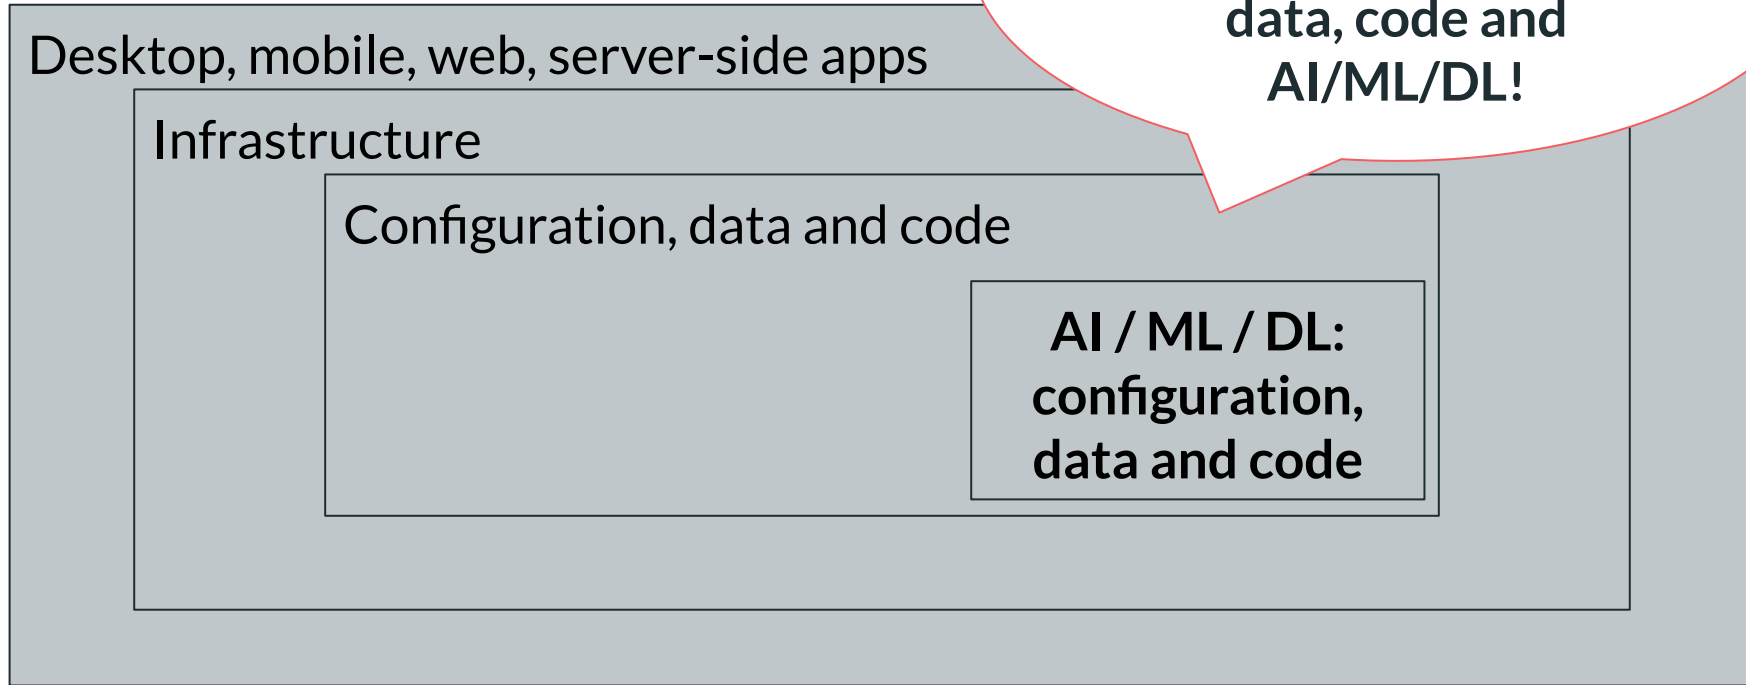 data, code and
AI/ML/DL!
Desktop, mobile, web, server-side apps
Infrastructure
Configuration, data and code
AI / ML / DL:
configuration,
data and code